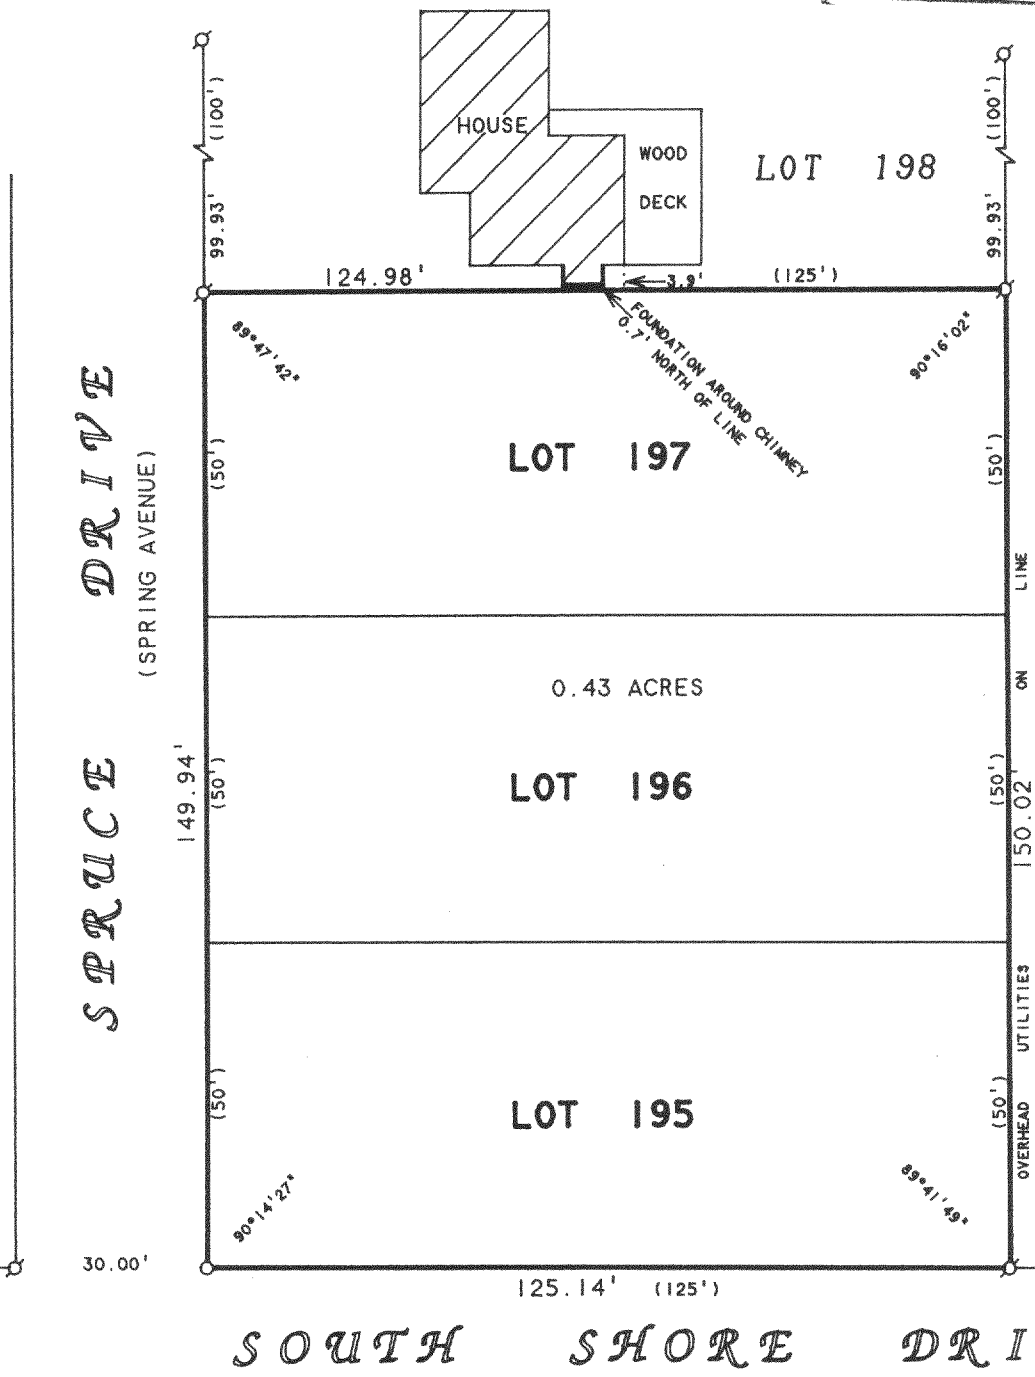 (100')
(100')
HOUSE
WOOD
DECK
LOT 198
99.93'
99.93'
124.98'
3.9'
(125')
89°47'42"
FOUNDATION AROUND CHIMNEY
0.7' NORTH OF LINE
90°16'02"
LOT 197
(50')
(50')
SPRUCE DRIVE
(SPRING AVENUE)
0.43 ACRES
149.94'
(50')
LOT 196
(50')
150.02'
OVERHEAD UTILITIES ON LINE
(50')
LOT 195
(50')
90°14'27"
89°41'49"
30.00'
125.14' (125')
SOUTH SHORE DRI